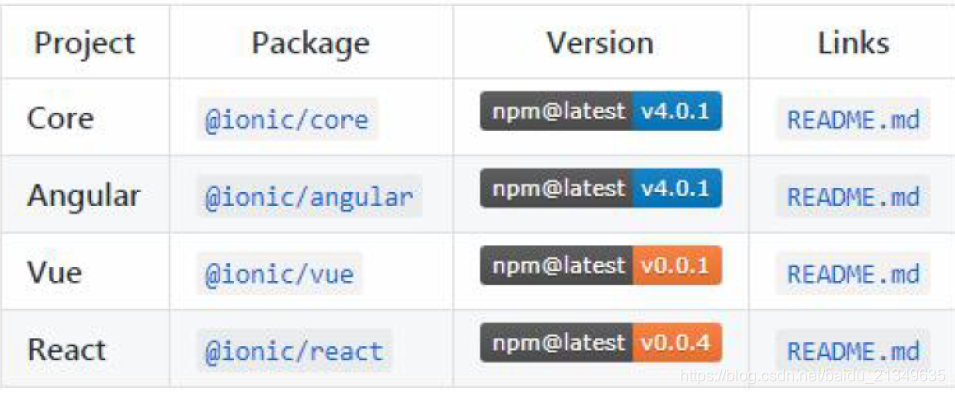 Project Package Version Links
Core @ionic/core npm@latest v4.0.1 README.md
Angular @ionic/angular npm@latest v4.0.1 README.md
Vue @ionic/vue npm@latest v0.0.1 README.md
React @ionic/react npm@latest v0.0.4 README.md
https://blog.csdn.net/baidu_21349635